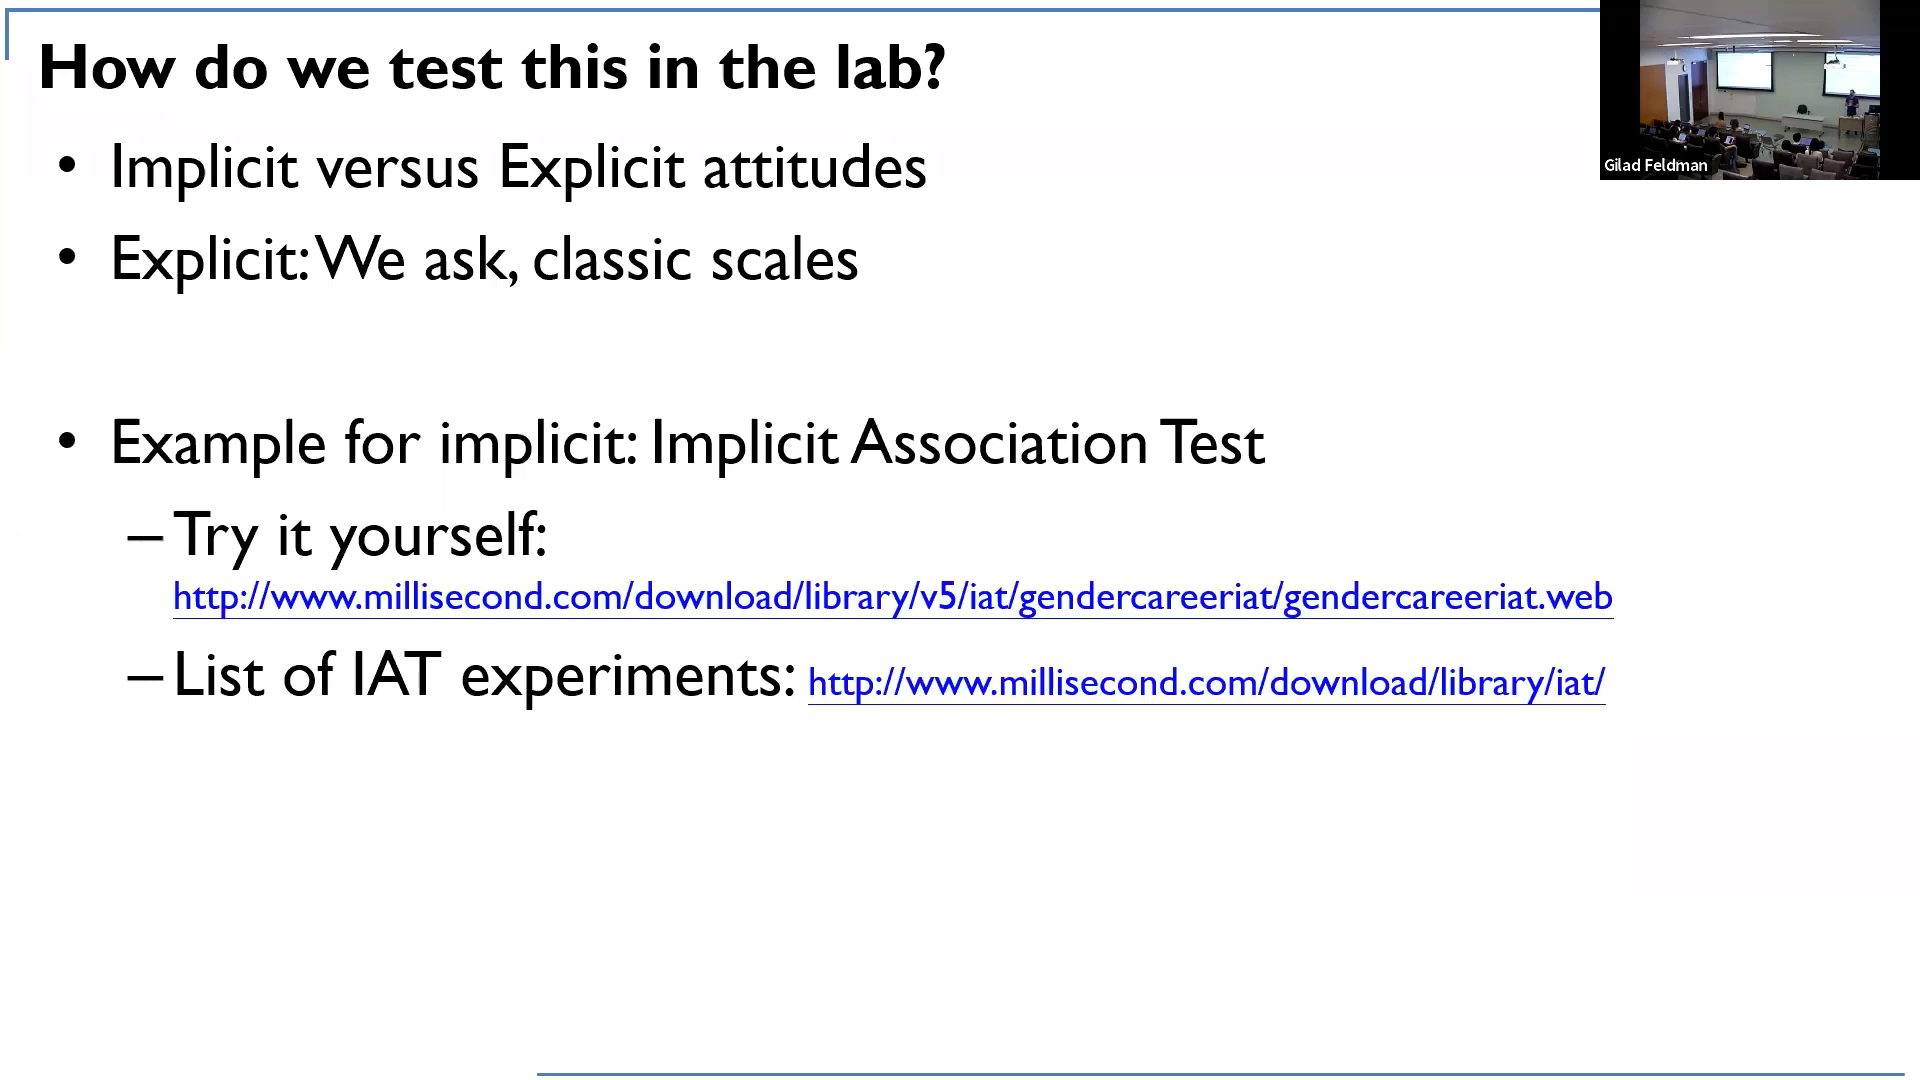 How do we test this in the lab?
• Implicit versus Explicit attitudes
• Explicit: We ask, classic scales
• Example for implicit: Implicit Association Test
– Try it yourself:
http://www.millisecond.com/download/library/v5/iat/gendercareeriat/gendercareeriat.web
– List of IAT experiments: http://www.millisecond.com/download/library/iat/
Gilad Feldman